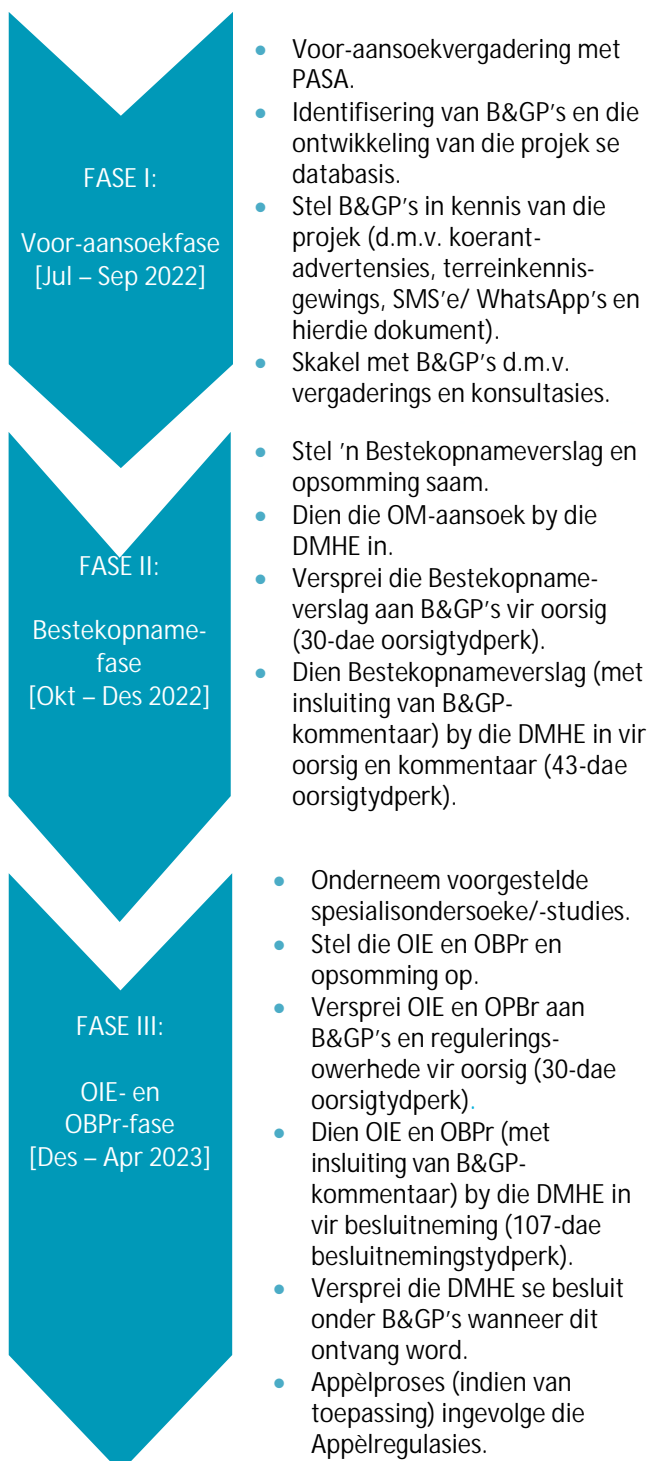 FASE I:
Voor-aansoekfase
[Jul – Sep 2022]
• Voor-aansoekvergadering met
PASA.
• Identifisering van B&GP's en die
ontwikkeling van die projek se
databasis.
• Stel B&GP's in kennis van die
projek (d.m.v. koerant-
advertensies, terreinkennis-
gewings, SMS'e/ WhatsApp's en
hierdie dokument).
• Skakel met B&GP's d.m.v.
vergaderings en konsultasies.
FASE II:
Bestekopname-
fase
[Okt – Des 2022]
• Stel 'n Bestekopnameverslag en
opsomming saam.
• Dien die OM-aansoek by die
DMHE in.
• Versprei die Bestekopname-
verslag aan B&GP's vir oorsig
(30-dae oorsigtydperk).
• Dien Bestekopnameverslag (met
insluiting van B&GP-
kommentaar) by die DMHE in vir
oorsig en kommentaar (43-dae
oorsigtydperk).
FASE III:
OIE- en
OBPr-fase
[Des – Apr 2023]
• Onderneem voorgestelde
spesialisondersoeke/-studies.
• Stel die OIE en OBPr en
opsomming op.
• Versprei OIE en OPBr aan
B&GP's en regulerings-
owerhede vir oorsig (30-dae
oorsigtydperk).
• Dien OIE en OBPr (met
insluiting van B&GP-
kommentaar) by die DMHE in
vir besluitneming (107-dae
besluitnemingstydperk).
• Versprei die DMHE se besluit
onder B&GP's wanneer dit
ontvang word.
• Appèlproses (indien van
toepassing) ingevolge die
Appèlregulasies.